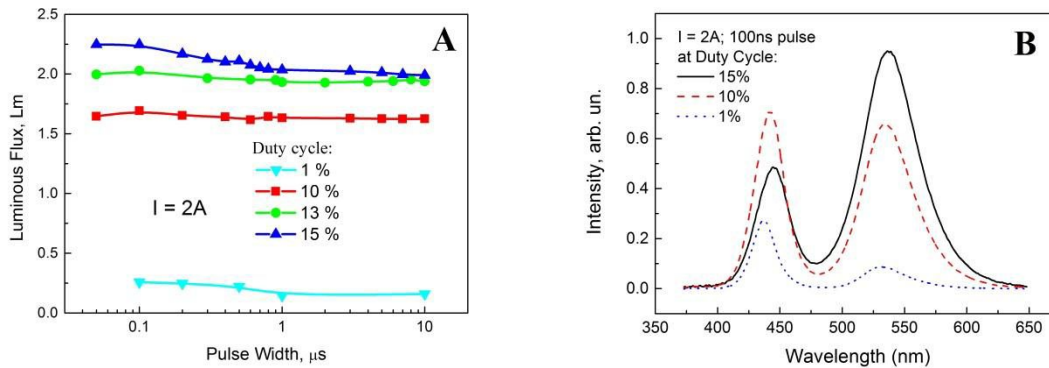 A
Luminous Flux, Lm
2.5
2.0
1.5
1.0
0.5
0.0
Duty cycle:
1 %
10 %
13 %
15 %
I = 2A
0.1
1
10
Pulse Width, μs
B
Intensity, arb. un.
1.0
0.8
0.6
0.4
0.2
0.0
I = 2A; 100ns pulse
at Duty Cycle:
15%
10%
1%
350 400 450 500 550 600 650
Wavelength (nm)